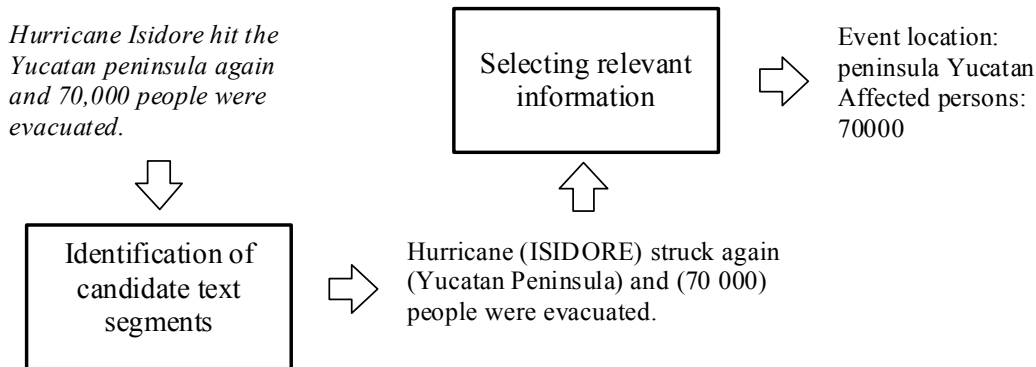 Hurricane Isidore hit the
Yucatan peninsula again
and 70,000 people were
evacuated.
Identification of
candidate text
segments
Hurricane (ISIDORE) struck again
(Yucatan Peninsula) and (70 000)
people were evacuated.
Selecting relevant
information
Event location:
peninsula Yucatan
Affected persons:
70000